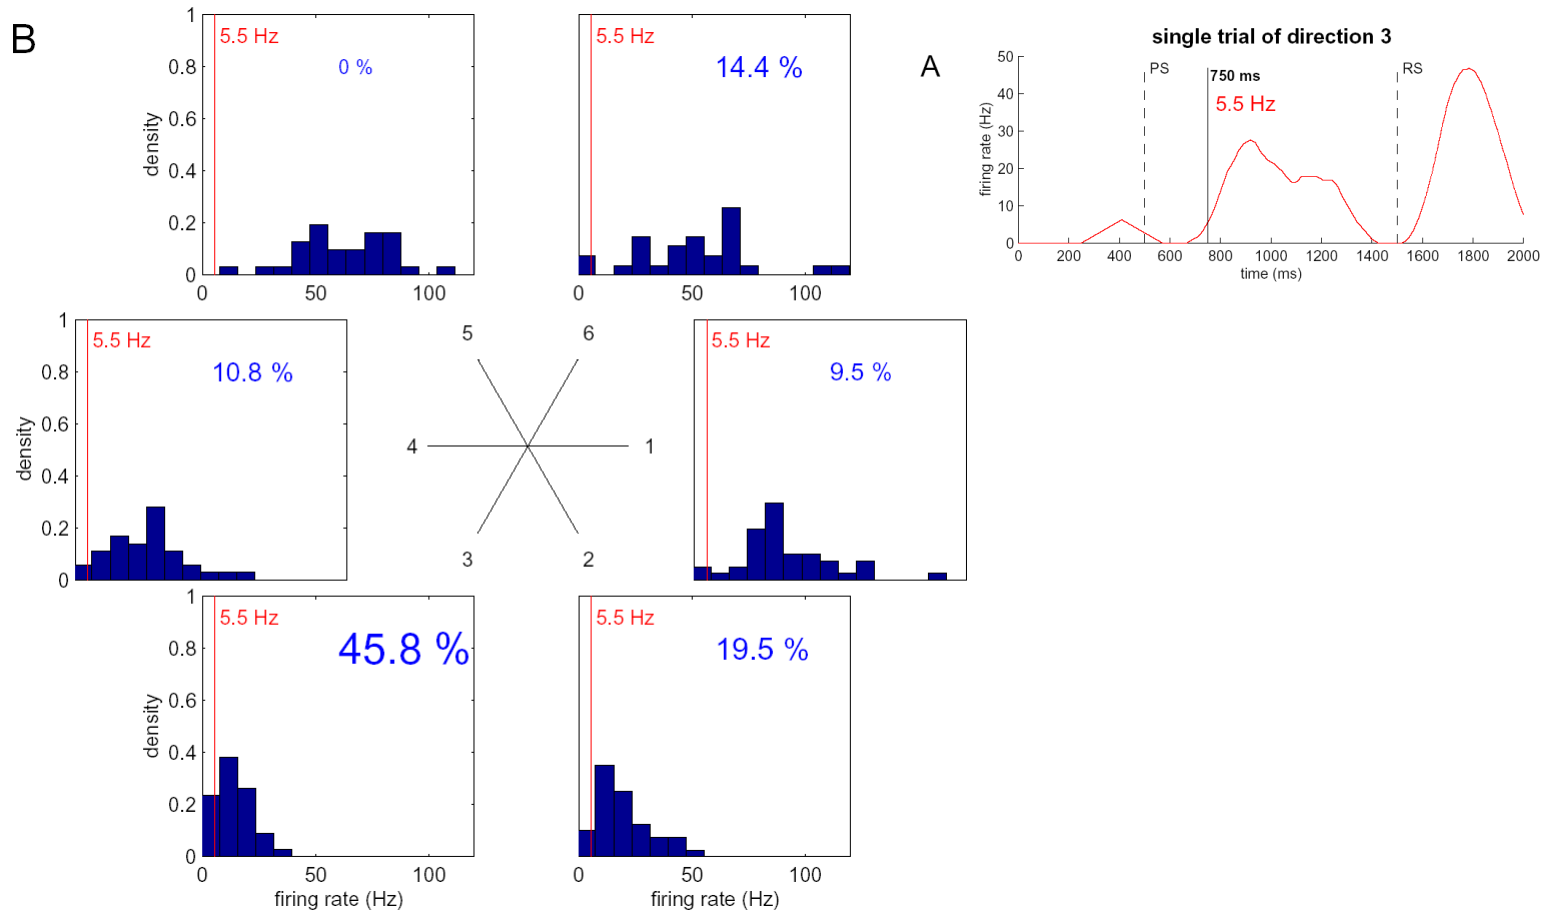 B
1
0.8
0.6
0.4
0.2
0
density
5.5 Hz
0 %
0
50
100
5.5 Hz
14.4 %
0
50
100
A
single trial of direction 3
50
40
30
20
10
0
firing rate (Hz)
PS
750 ms
5.5 Hz
RS
0 200 400 600 800 1000 1200 1400 1600 1800 2000
time (ms)
1
0.8
0.6
0.4
0.2
0
density
5.5 Hz
10.8 %
5
6
4
1
3
2
5.5 Hz
9.5 %
1
0.8
0.6
0.4
0.2
0
density
5.5 Hz
45.8 %
0
50
100
firing rate (Hz)
5.5 Hz
19.5 %
0
50
100
firing rate (Hz)